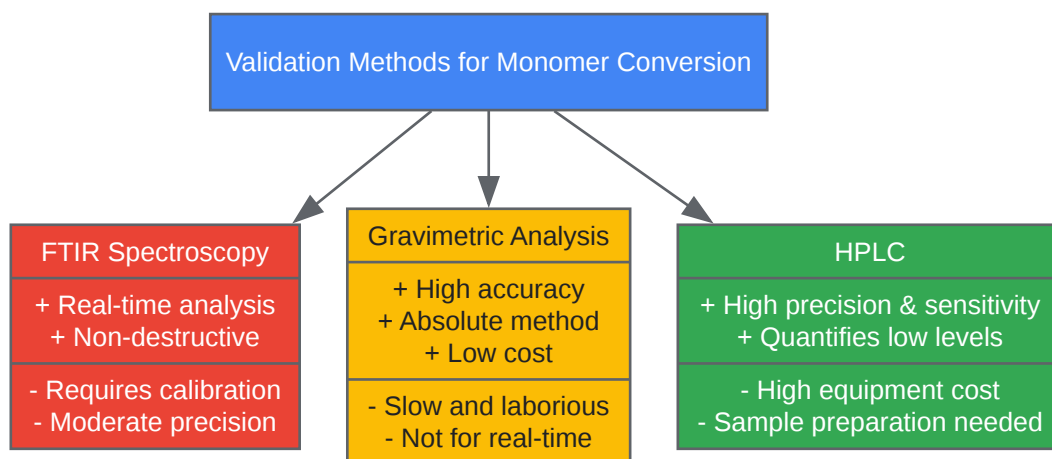 Validation Methods for Monomer Conversion
FTIR Spectroscopy
+ Real-time analysis
+ Non-destructive
- Requires calibration
- Moderate precision
Gravimetric Analysis
+ High accuracy
+ Absolute method
+ Low cost
- Slow and laborious
- Not for real-time
HPLC
+ High precision & sensitivity
+ Quantifies low levels
- High equipment cost
- Sample preparation needed